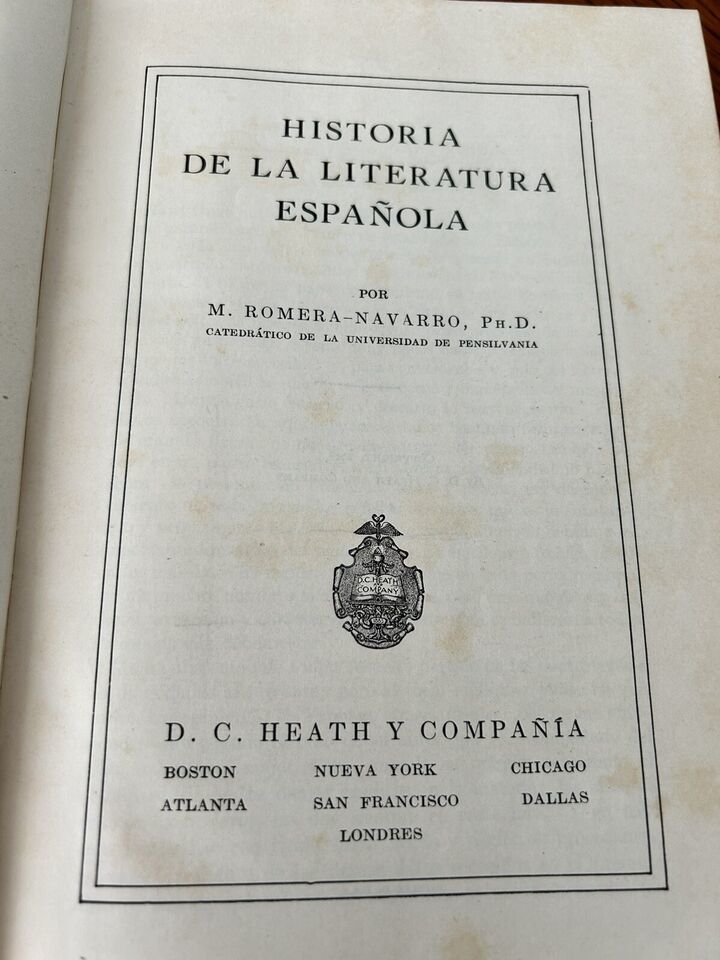 HISTORIA
DE LA LITERATURA
ESPAÑOLA
POR
M. ROMERA-NAVARRO, PH.D.
CATEDRÁTICO DE LA UNIVERSIDAD DE PENSILVANIA
D.C. HEATH
COMPANY
D. C. HEATH Y COMPAÑÍA
BOSTON NUEVA YORK CHICAGO
ATLANTA SAN FRANCISCO DALLAS
LONDRES